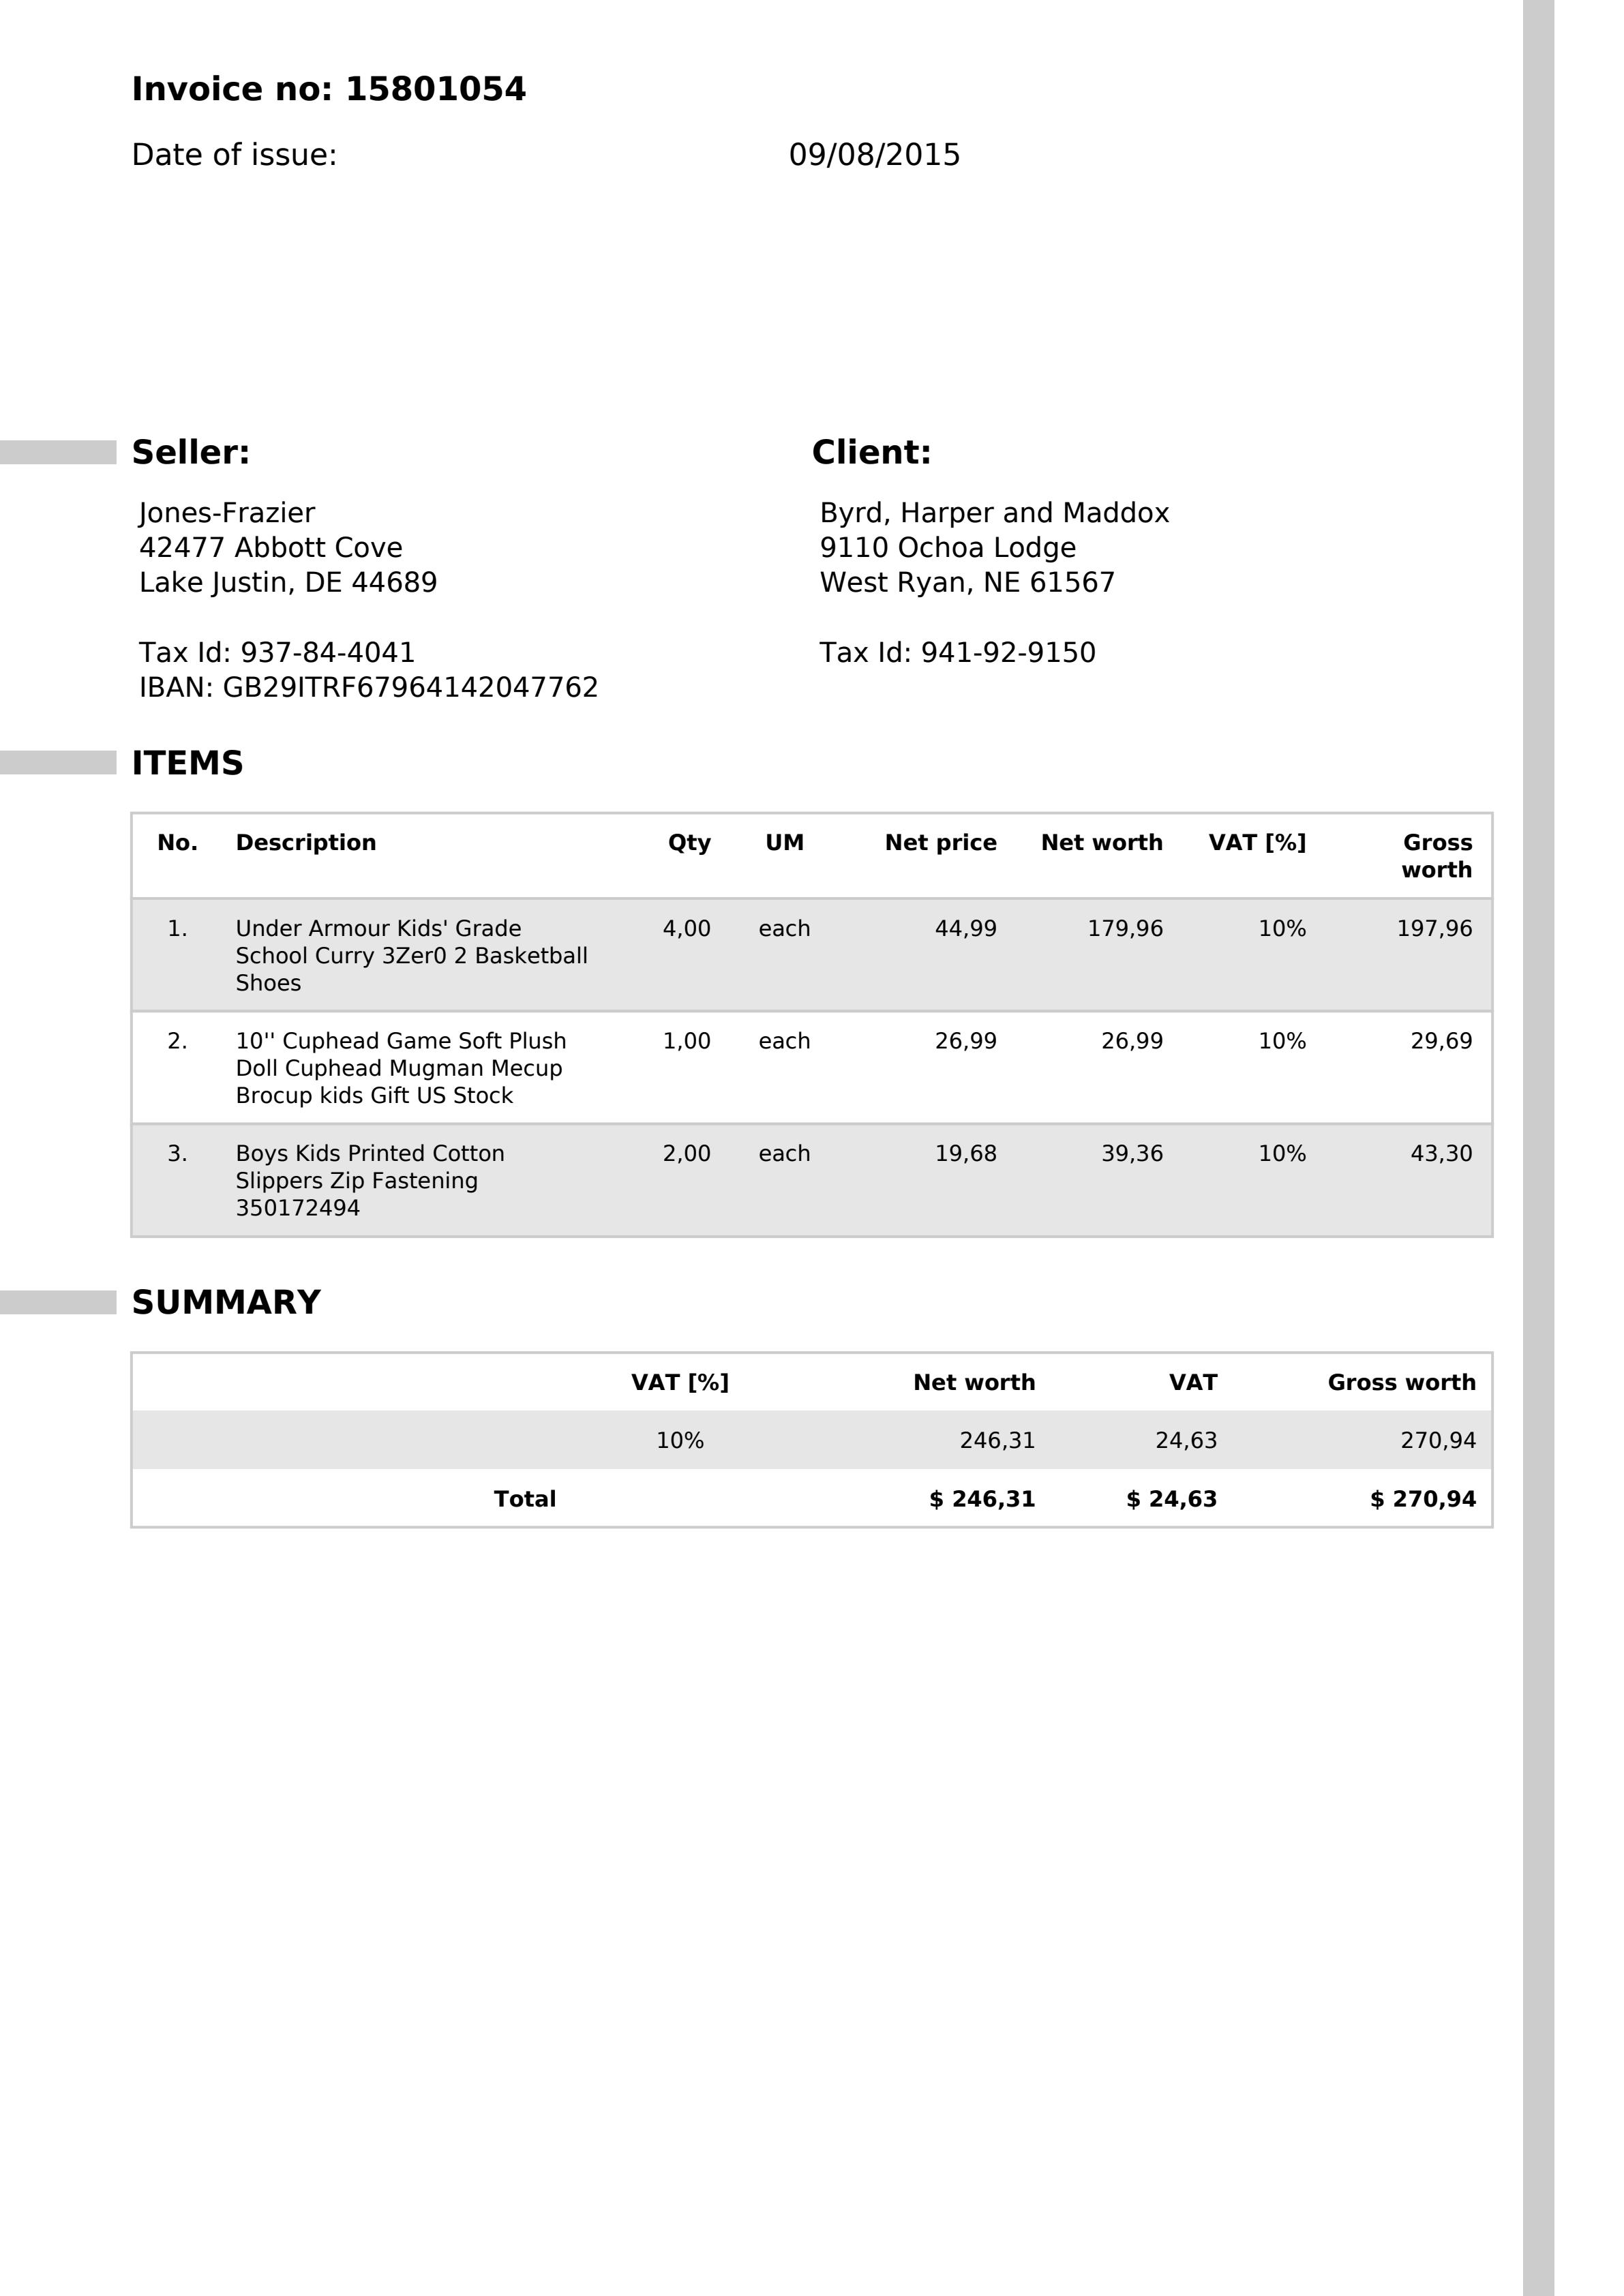 Invoice no: 15801054
Date of issue: 09/08/2015
Seller:
Jones-Frazier
42477 Abbott Cove
Lake Justin, DE 44689
Tax Id: 937-84-4041
IBAN: GB29ITRF67964142047762
Client:
Byrd, Harper and Maddox
9110 Ochoa Lodge
West Ryan, NE 61567
Tax Id: 941-92-9150
ITEMS
No. Description Qty UM Net price Net worth VAT [%] Gross
worth
1. Under Armour Kids' Grade 4,00 each 44,99 179,96 10% 197,96
School Curry 3Zer0 2 Basketball
Shoes
2. 10'' Cuphead Game Soft Plush 1,00 each 26,99 26,99 10% 29,69
Doll Cuphead Mugman Mecup
Brocup kids Gift US Stock
3. Boys Kids Printed Cotton 2,00 each 19,68 39,36 10% 43,30
Slippers Zip Fastening
350172494
SUMMARY
VAT [%] Net worth VAT Gross worth
10% 246,31 24,63 270,94
Total $ 246,31 $ 24,63 $ 270,94